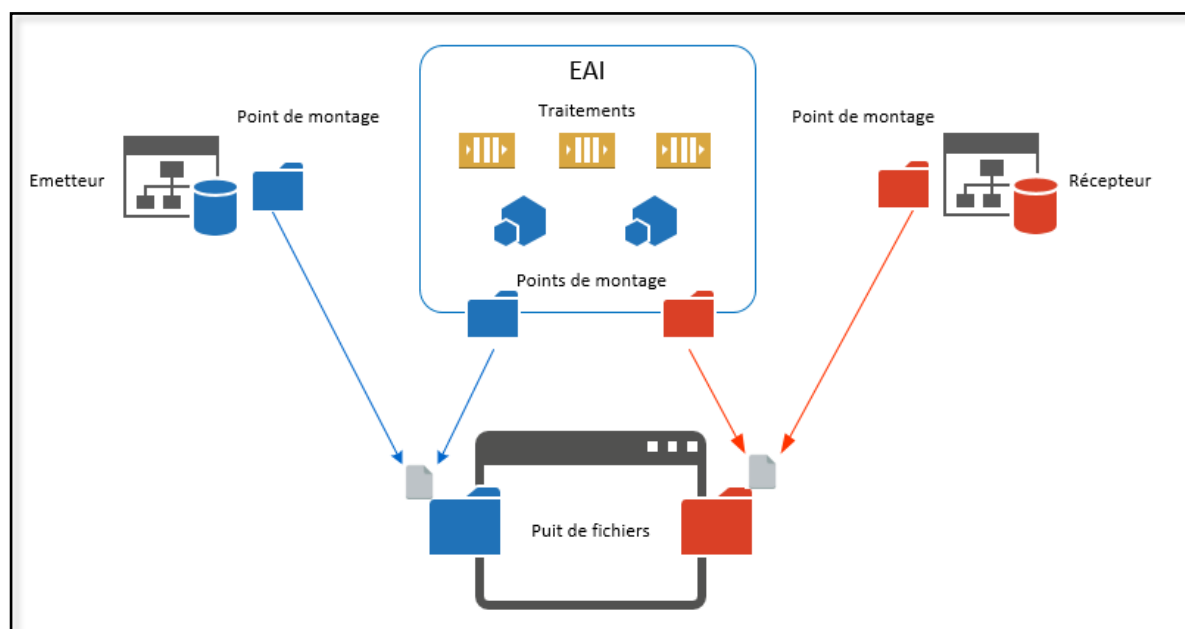 EAI
Traitements
Point de montage
Point de montage
Emetteur
Récepteur
Points de montage
Puit de fichiers